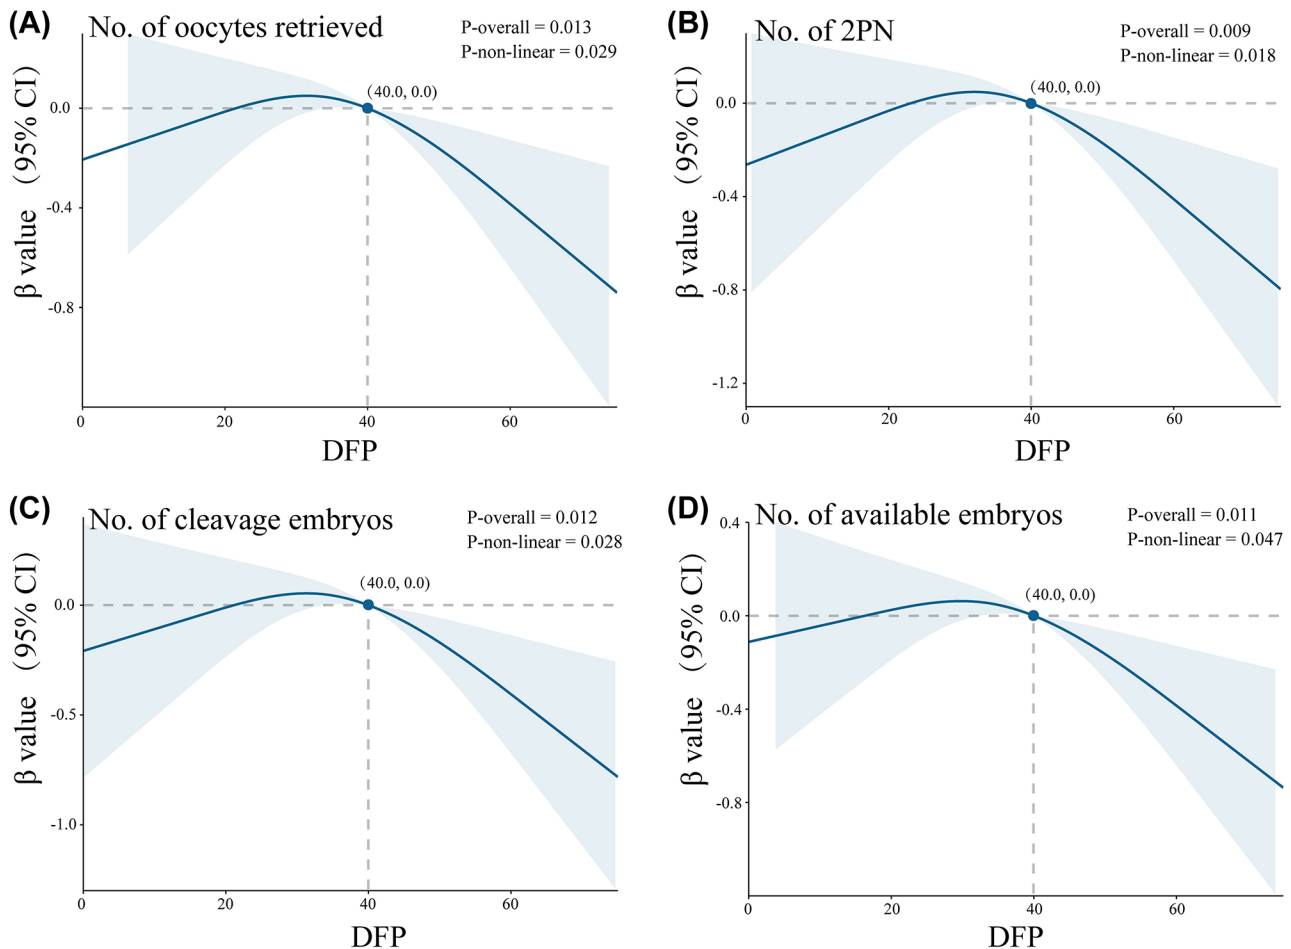 (A)
No. of oocytes retrieved
P-overall = 0.013
P-non-linear = 0.029
(40.0, 0.0)
0.0
-0.4
-0.8
β value (95% CI)
0
20
40
60
DFP
(B)
No. of 2PN
P-overall = 0.009
P-non-linear = 0.018
(40.0, 0.0)
0.0
-0.4
-0.8
-1.2
β value (95% CI)
0
20
40
60
DFP
(C)
No. of cleavage embryos
P-overall = 0.012
P-non-linear = 0.028
(40.0, 0.0)
0.0
-0.5
-1.0
β value (95% CI)
0
20
40
60
DFP
(D)
No. of available embryos
P-overall = 0.011
P-non-linear = 0.047
(40.0, 0.0)
0.4
0.0
-0.4
-0.8
β value (95% CI)
0
20
40
60
DFP